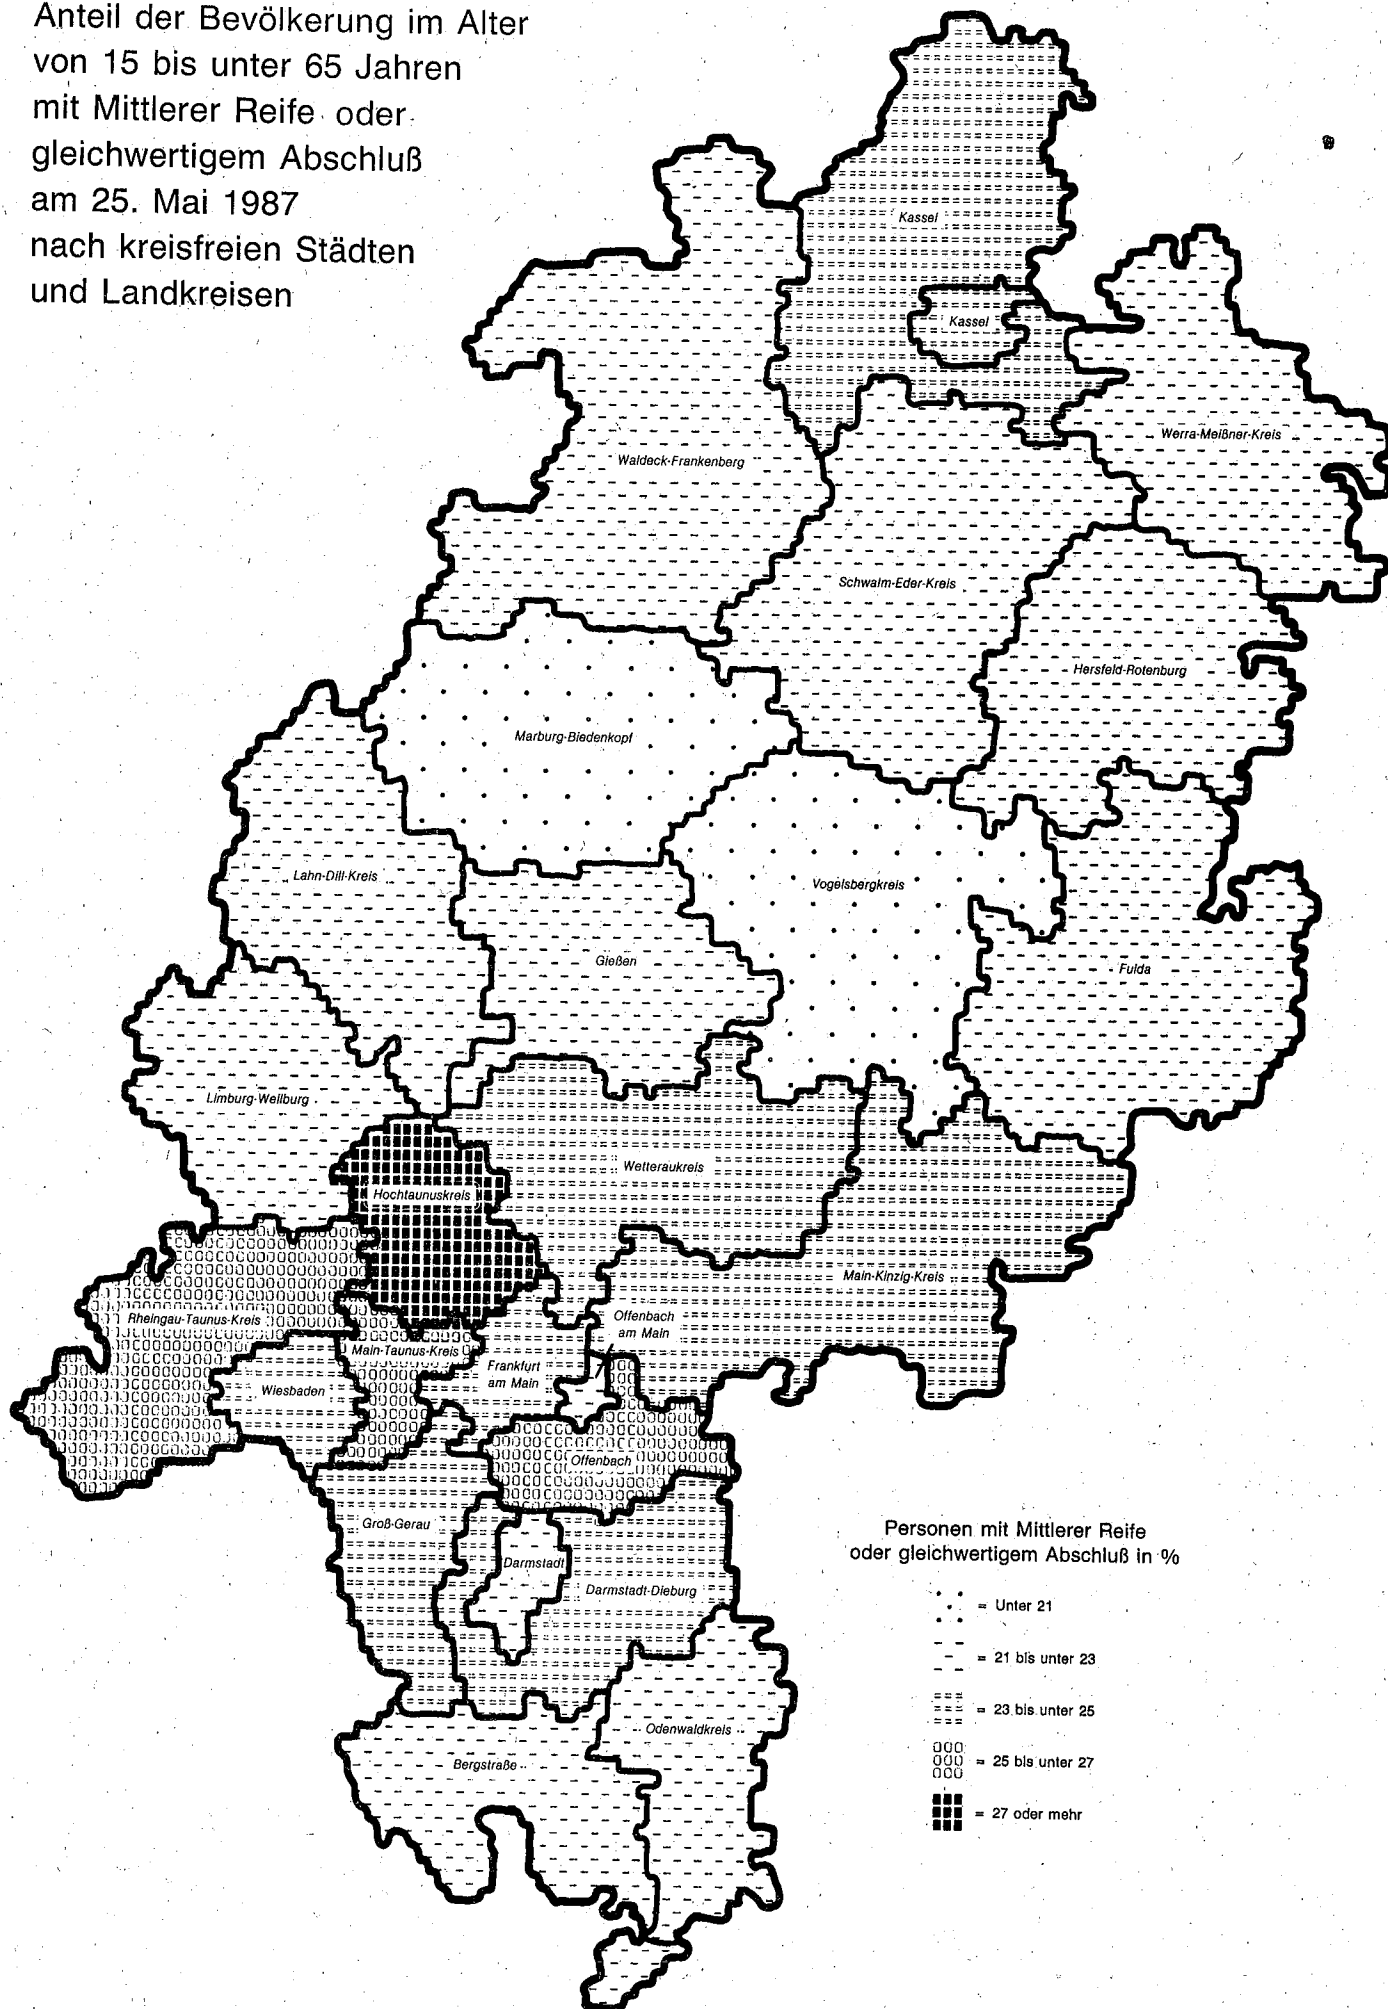 Anteil der Bevölkerung im Alter
von 15 bis unter 65 Jahren
mit Mittlerer Reife oder
gleichwertigem Abschluß
am 25. Mai 1987
nach kreisfreien Städten
und Landkreisen
Kassel
Kassel
Werra-Meißner-Kreis
Waldeck-Frankenberg
Schwalm-Eder-Kreis
Hersfeld-Rotenburg
Marburg-Biedenkopf
Lahn-Dill-Kreis
Vogelsbergkreis
Gießen
Fulda
Limburg-Weilburg
Wetteraukreis
Hochtaunuskreis
Main-Kinzig-Kreis
Rheingau-Taunus-Kreis
Offenbach
am Main
Main-Taunus-Kreis
Frankfurt
am Main
Wiesbaden
Offenbach
Groß-Gerau
Darmstadt
Darmstadt-Dieburg
Odenwaldkreis
Bergstraße
Personen mit Mittlerer Reife
oder gleichwertigem Abschluß in %
= Unter 21
= 21 bis unter 23
= 23 bis unter 25
= 25 bis unter 27
= 27 oder mehr